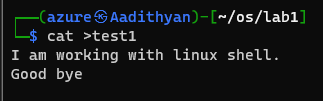 ┌──(azure㉿Aadithyan)-[~/os/lab1]
└─$ cat >test1
I am working with linux shell.
Good bye